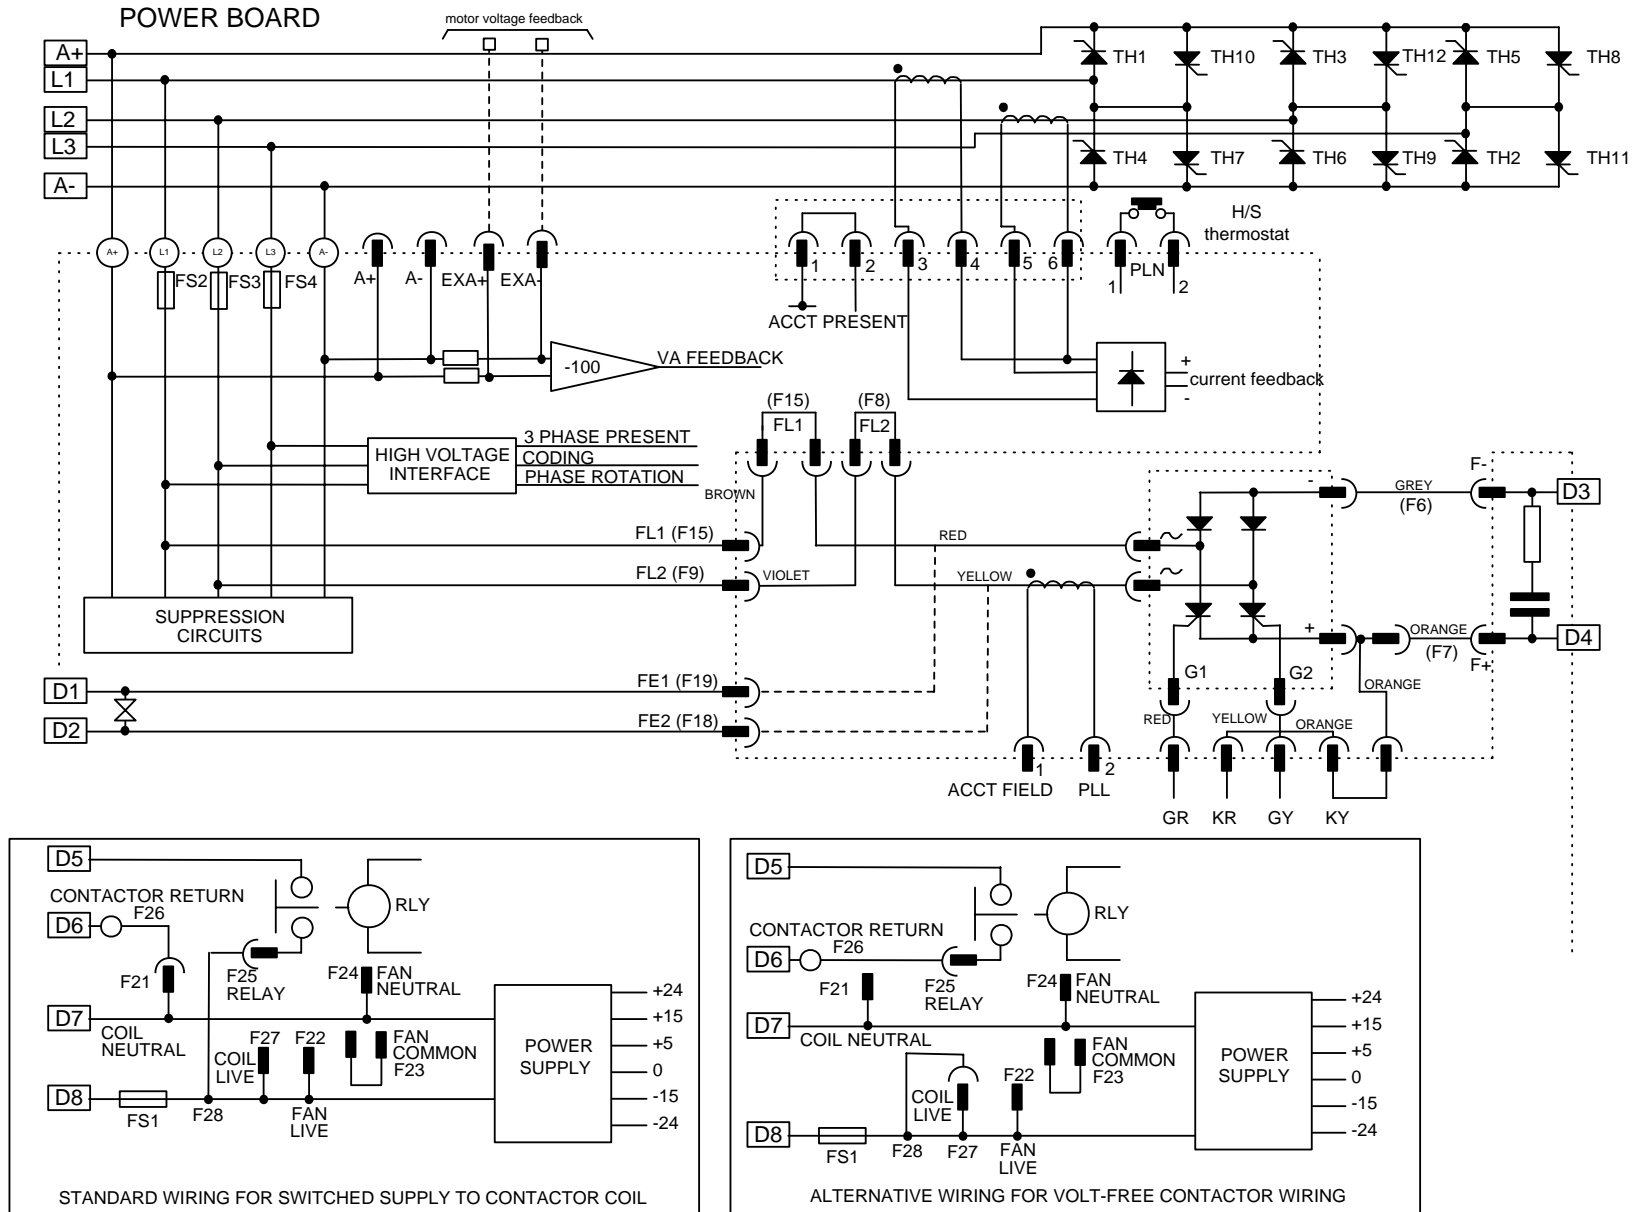 POWER BOARD
motor voltage feedback
A+
L1
L2
L3
A-
TH1
TH10
TH3
TH12
TH5
TH8
TH4
TH7
TH6
TH9
TH2
TH11
H/S
thermostat
A+
L1
L2
L3
A-
FS2
FS3
FS4
A+
A-
EXA+
EXA-
1
2
3
4
5
6
PLN
1
2
ACCT PRESENT
-100
VA FEEDBACK
+
current feedback
-
(F15)
FL1
(F8)
FL2
HIGH VOLTAGE
INTERFACE
3 PHASE PRESENT
CODING
PHASE ROTATION
BROWN
FL1 (F15)
RED
FL2 (F9)
VIOLET
YELLOW
-
GREY
(F6)
F-
D3
+
ORANGE
(F7)
F+
D4
SUPPRESSION
CIRCUITS
D1
D2
FE1 (F19)
FE2 (F18)
G1
G2
ORANGE
RED
YELLOW
ORANGE
1
2
ACCT FIELD
PLL
GR
KR
GY
KY
D5
CONTACTOR RETURN
D6
F26
RLY
F21
F25
RELAY
F24
FAN
NEUTRAL
D7
COIL
NEUTRAL
F27
F22
COIL
LIVE
FAN
COMMON
F23
D8
FS1
F28
FAN
LIVE
POWER
SUPPLY
+24
+15
+5
0
-15
-24
STANDARD WIRING FOR SWITCHED SUPPLY TO CONTACTOR COIL
D5
CONTACTOR RETURN
D6
F26
RLY
F21
F25
RELAY
F24
FAN
NEUTRAL
D7
COIL NEUTRAL
FAN
COMMON
F23
F22
COIL
LIVE
D8
FS1
F28
F27
FAN
LIVE
POWER
SUPPLY
+24
+15
+5
0
-15
-24
ALTERNATIVE WIRING FOR VOLT-FREE CONTACTOR WIRING